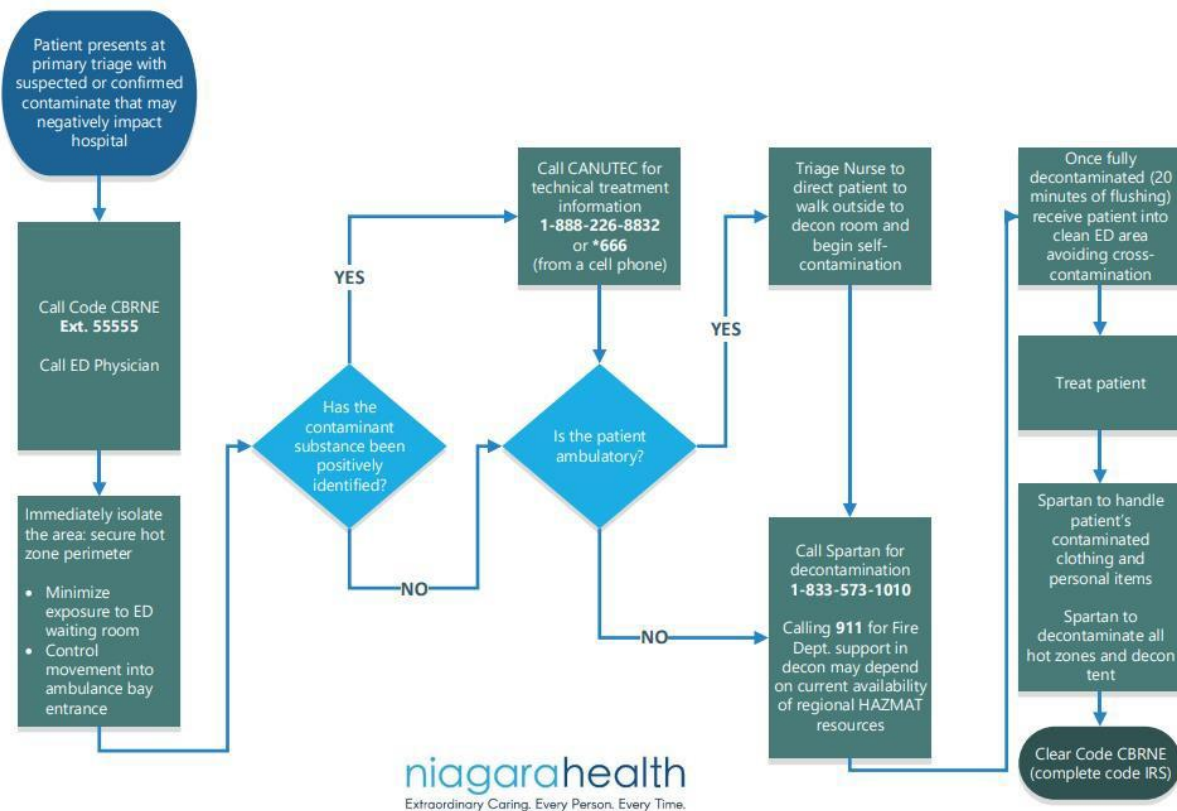 Patient presents at
primary triage with
suspected or confirmed
contaminate that may
negatively impact
hospital
Call Code CBRNE
Ext. 55555
Call ED Physician
Immediately isolate
the area: secure hot
zone perimeter
• Minimize
exposure to ED
waiting room
• Control
movement into
ambulance bay
entrance
Has the
contaminant
substance been
positively
identified?
YES
NO
Call CANUTEC for
technical treatment
information
1-888-226-8832
or *666
(from a cell phone)
Is the patient
ambulatory?
YES
NO
Triage Nurse to
direct patient to
walk outside to
decon room and
begin self-
contamination
Call Spartan for
decontamination
1-833-573-1010
Calling 911 for Fire
Dept. support in
decon may depend
on current availability
of regional HAZMAT
resources
Once fully
decontaminated (20
minutes of flushing)
receive patient into
clean ED area
avoiding cross-
contamination
Treat patient
Spartan to handle
patient's
contaminated
clothing and
personal items
Spartan to
decontaminate all
hot zones and decon
tent
Clear Code CBRNE
(complete code IRS)
niagarahealth
Extraordinary Caring. Every Person. Every Time.